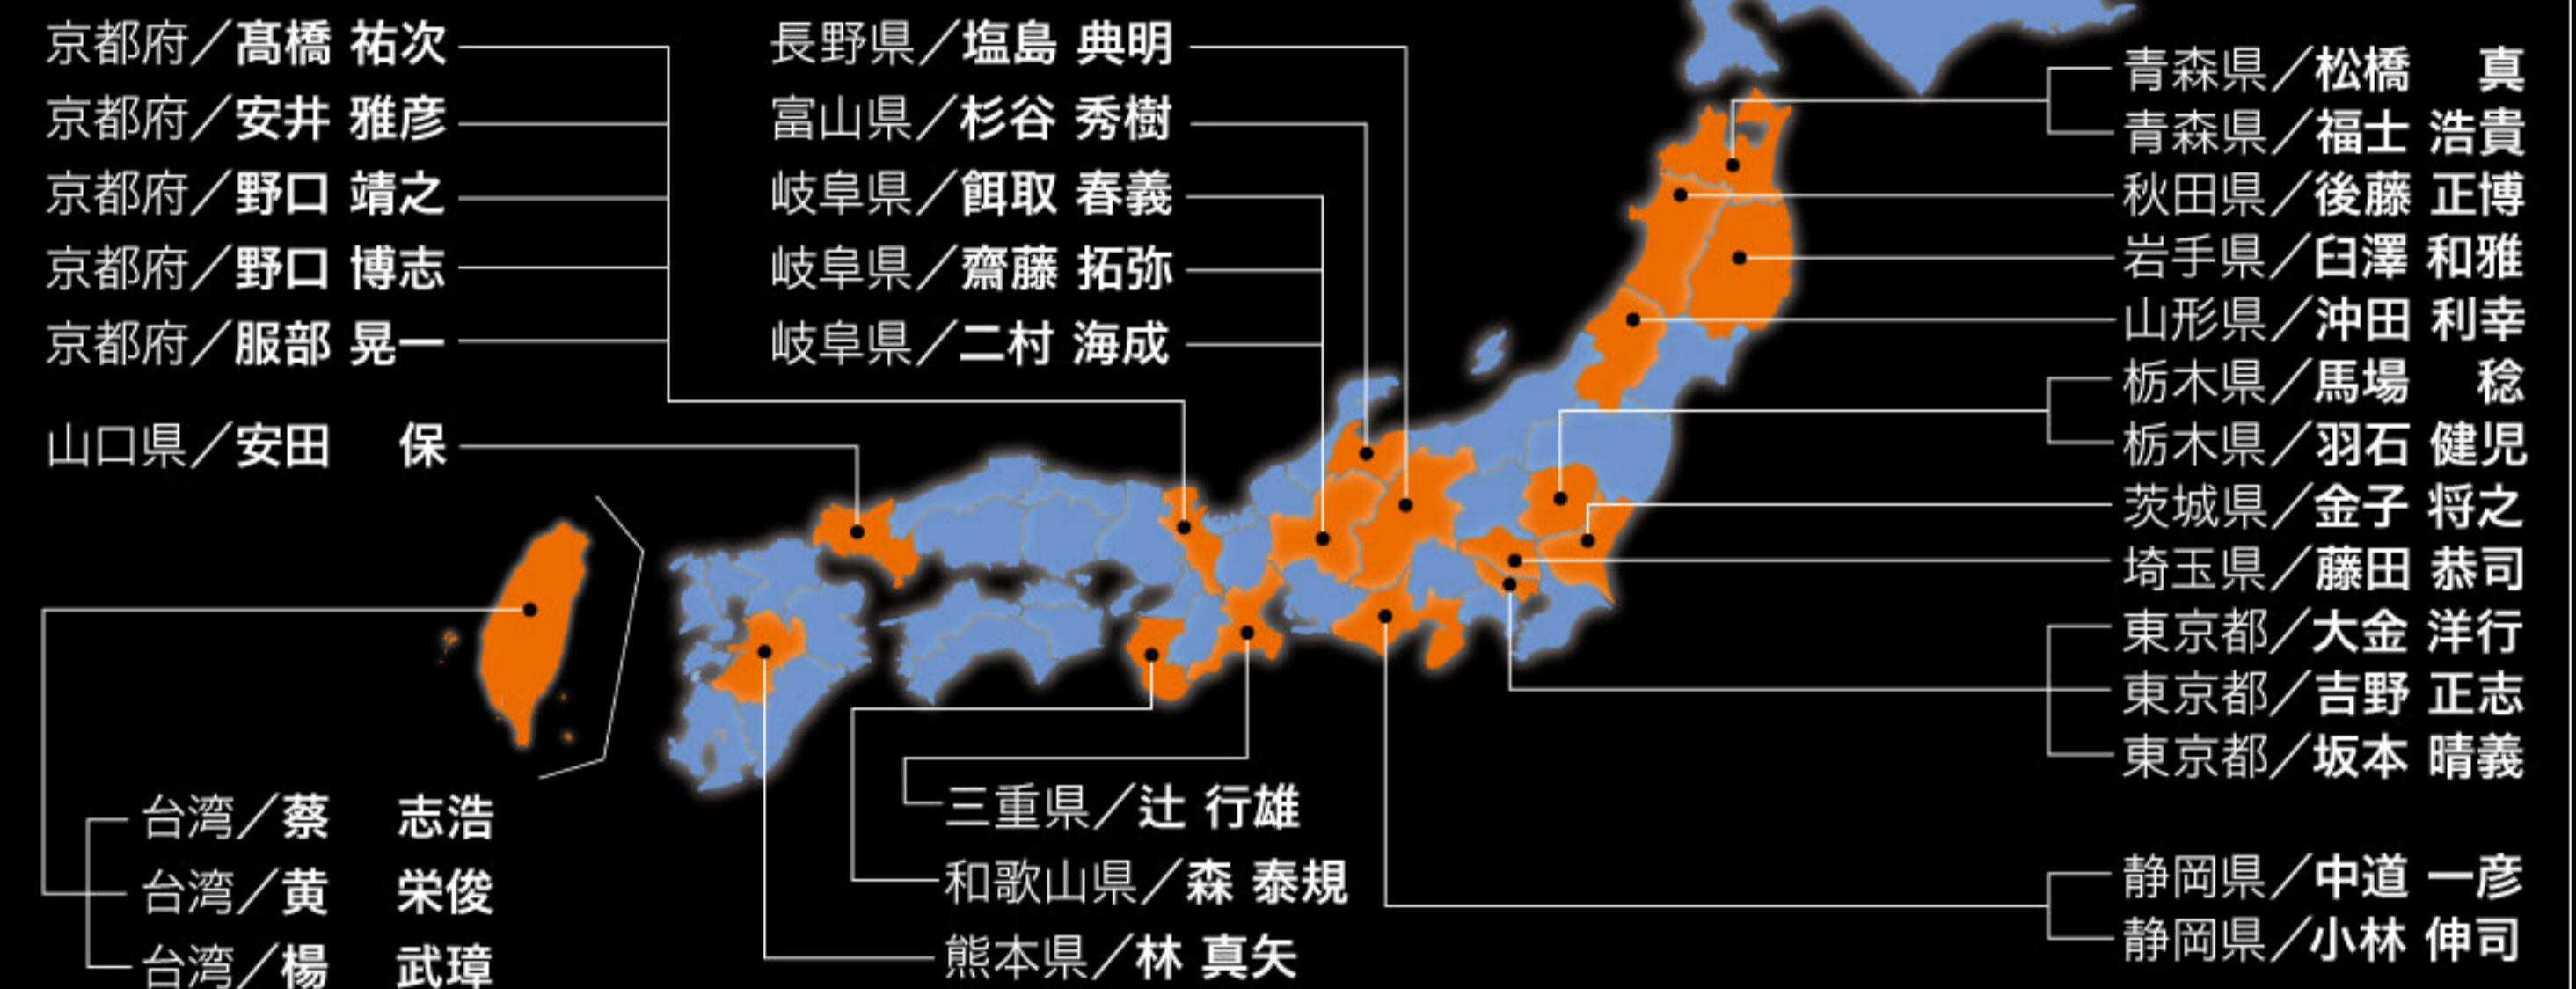 京都府／髙橋 祐次
京都府／安井 雅彦
京都府／野口 靖之
京都府／野口 博志
京都府／服部 晃一
山口県／安田 保
長野県／塩島 典明
富山県／杉谷 秀樹
岐阜県／餌取 春義
岐阜県／齋藤 拓弥
岐阜県／二村 海成
青森県／松橋 真
青森県／福士 浩貴
秋田県／後藤 正博
岩手県／臼澤 和雅
山形県／沖田 利幸
栃木県／馬場 稔
栃木県／羽石 健児
茨城県／金子 将之
埼玉県／藤田 恭司
東京都／大金 洋行
東京都／吉野 正志
東京都／坂本 晴義
静岡県／中道 一彦
静岡県／小林 伸司
三重県／辻 行雄
和歌山県／森 泰規
熊本県／林 真矢
台湾／蔡 志浩
台湾／黄 栄俊
台湾／楊 武璋